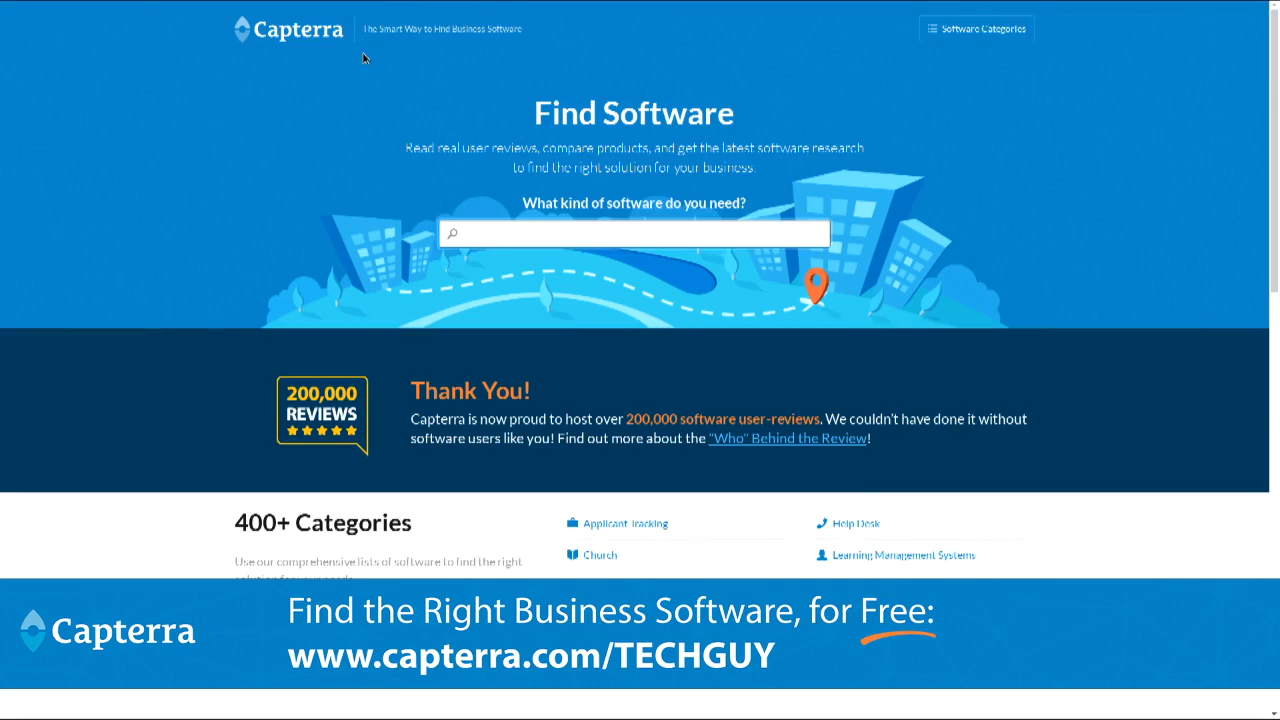 Capterra
The Smart Way to Find Business Software
Software Categories
Find Software
Read real user reviews, compare products, and get the latest software research
to find the right solution for your business.
What kind of software do you need?
200,000
REVIEWS
Thank You!
Capterra is now proud to host over 200,000 software user-reviews. We couldn't have done it without
software users like you! Find out more about the "Who" Behind the Review!
400+ Categories
Use our comprehensive lists of software to find the right
Applicant Tracking
Church
Help Desk
Learning Management Systems
Capterra
Find the Right Business Software, for Free:
www.capterra.com/TECHGUY